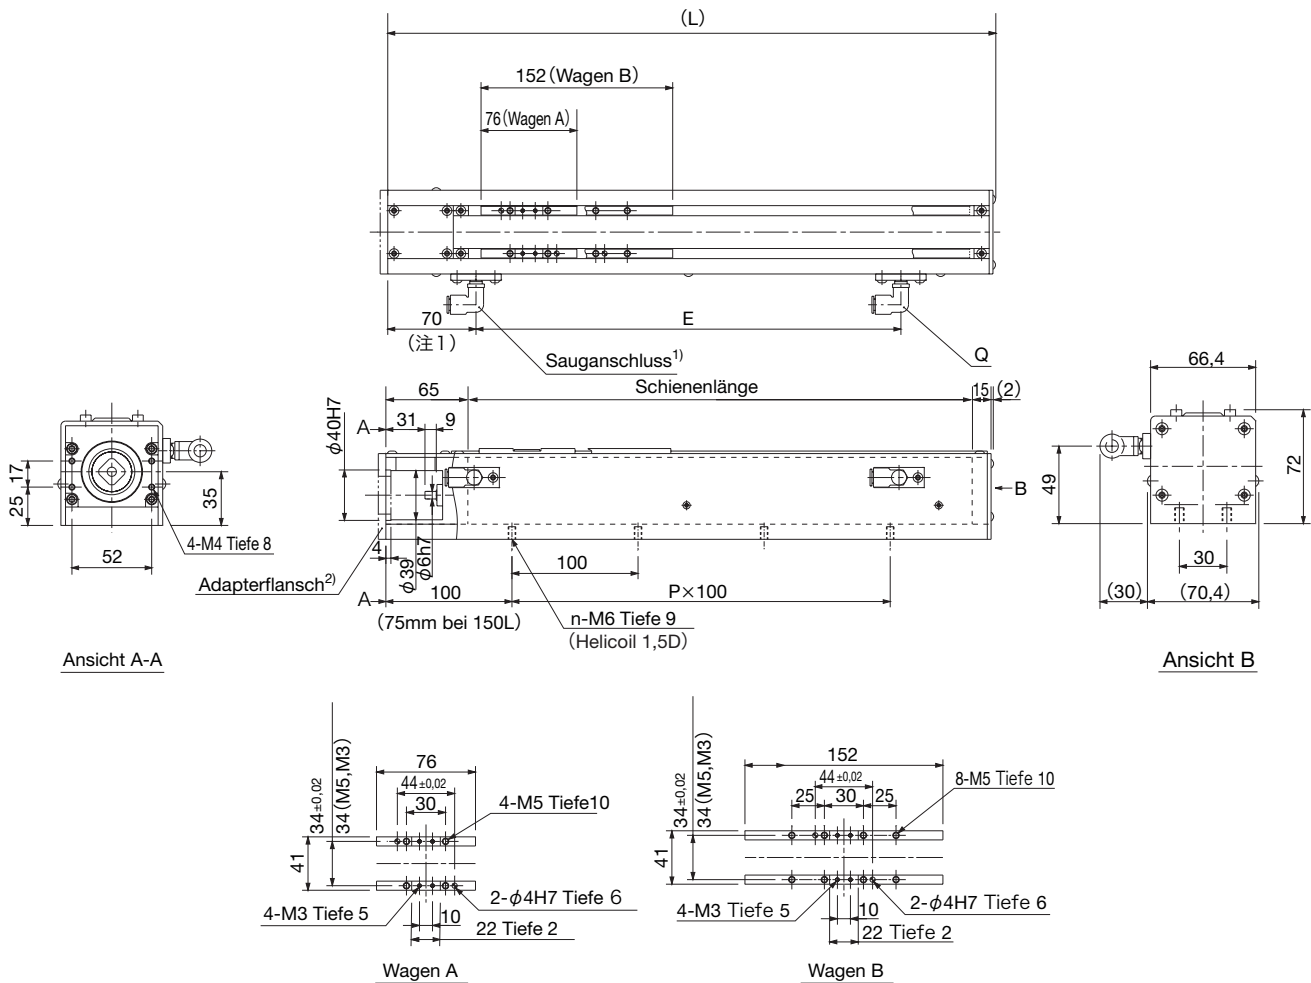 (L)
152(Wagen B)
76(Wagen A)
70
(注1)
E
Sauganschluss1)
Q
66,4
65
Schienenlänge
15
(2)
A
31
9
ϕ40H7
17
25
35
49
72
B
4-M4 Tiefe 8
52
4
ϕ39
ϕ6h7
100
30
Adapterflansch2)
A
100
P×100
(30)
(70,4)
(75mm bei 150L)
n-M6 Tiefe 9
(Helicoil 1,5D)
Ansicht A-A
Ansicht B
34±0,02
34(M5,M3)
76
44±0,02
30
4-M5 Tiefe10
41
4-M3 Tiefe 5
10
2-ϕ4H7 Tiefe 6
22 Tiefe 2
Wagen A
34±0,02
34(M5,M3)
152
44±0,02
25
30
25
8-M5 Tiefe 10
41
4-M3 Tiefe 5
10
2-ϕ4H7 Tiefe 6
22 Tiefe 2
Wagen B